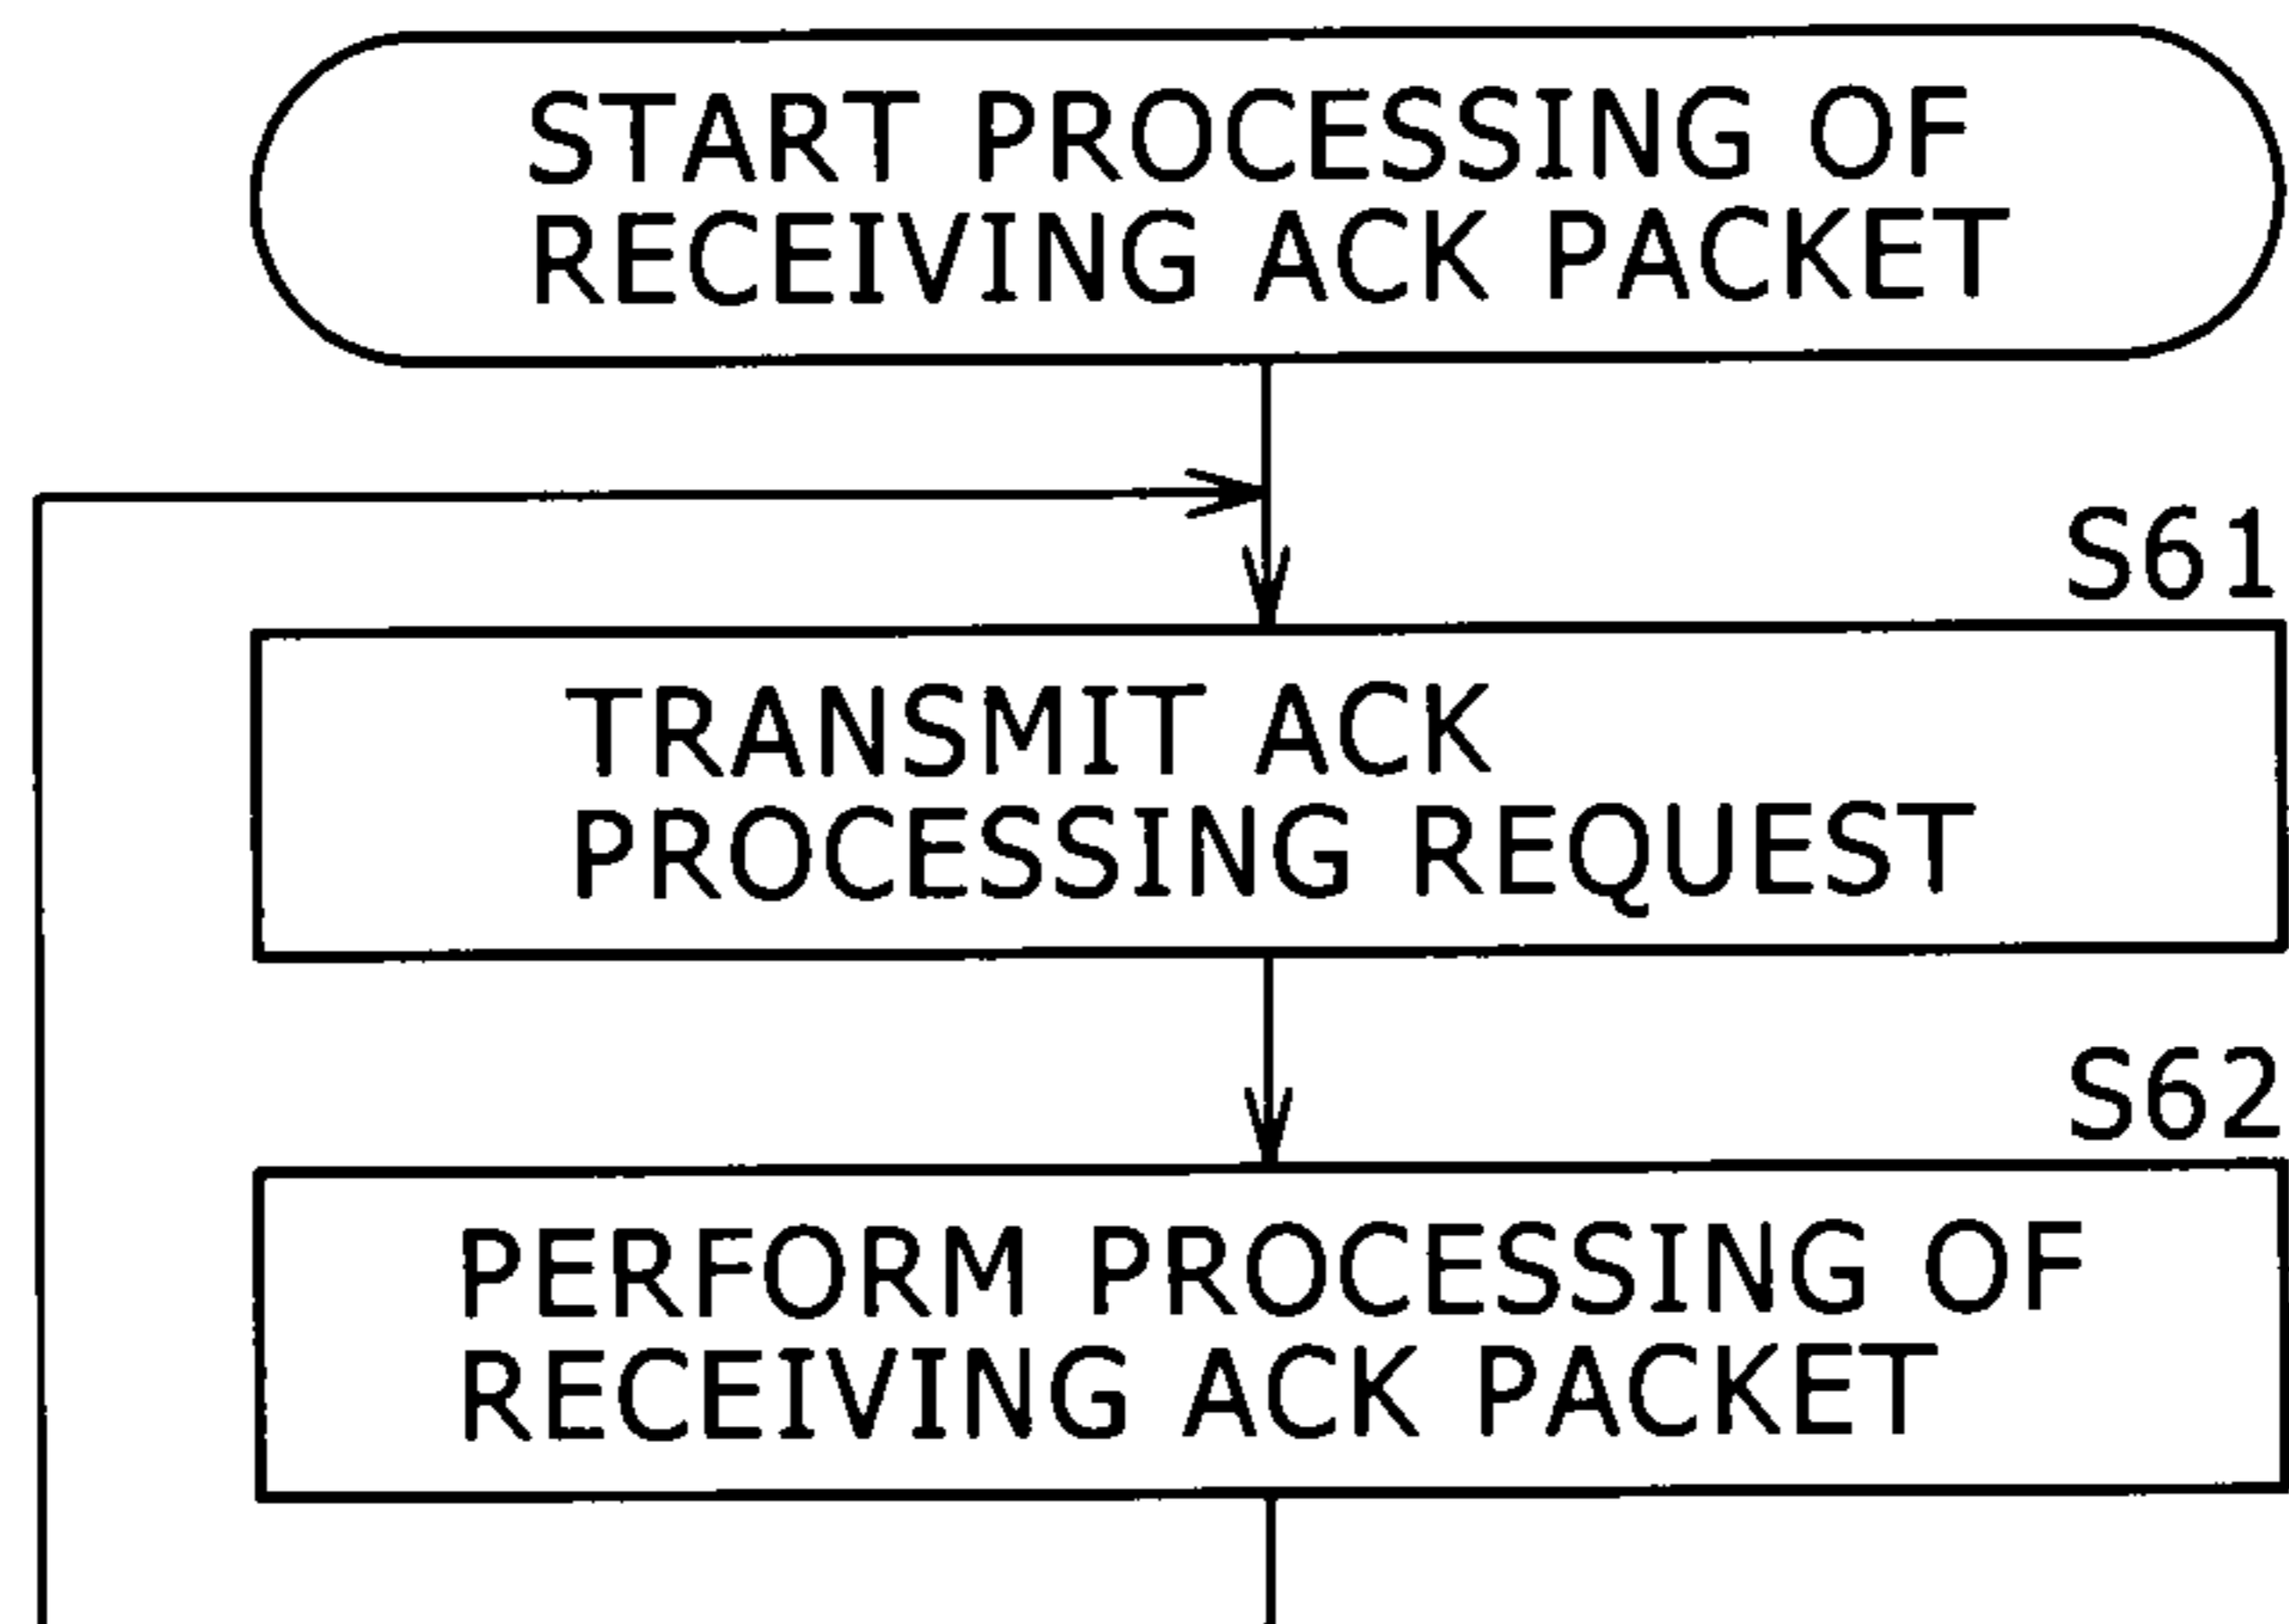 START PROCESSING OF
RECEIVING ACK PACKET
S61
TRANSMIT ACK
PROCESSING REQUEST
S62
PERFORM PROCESSING OF
RECEIVING ACK PACKET